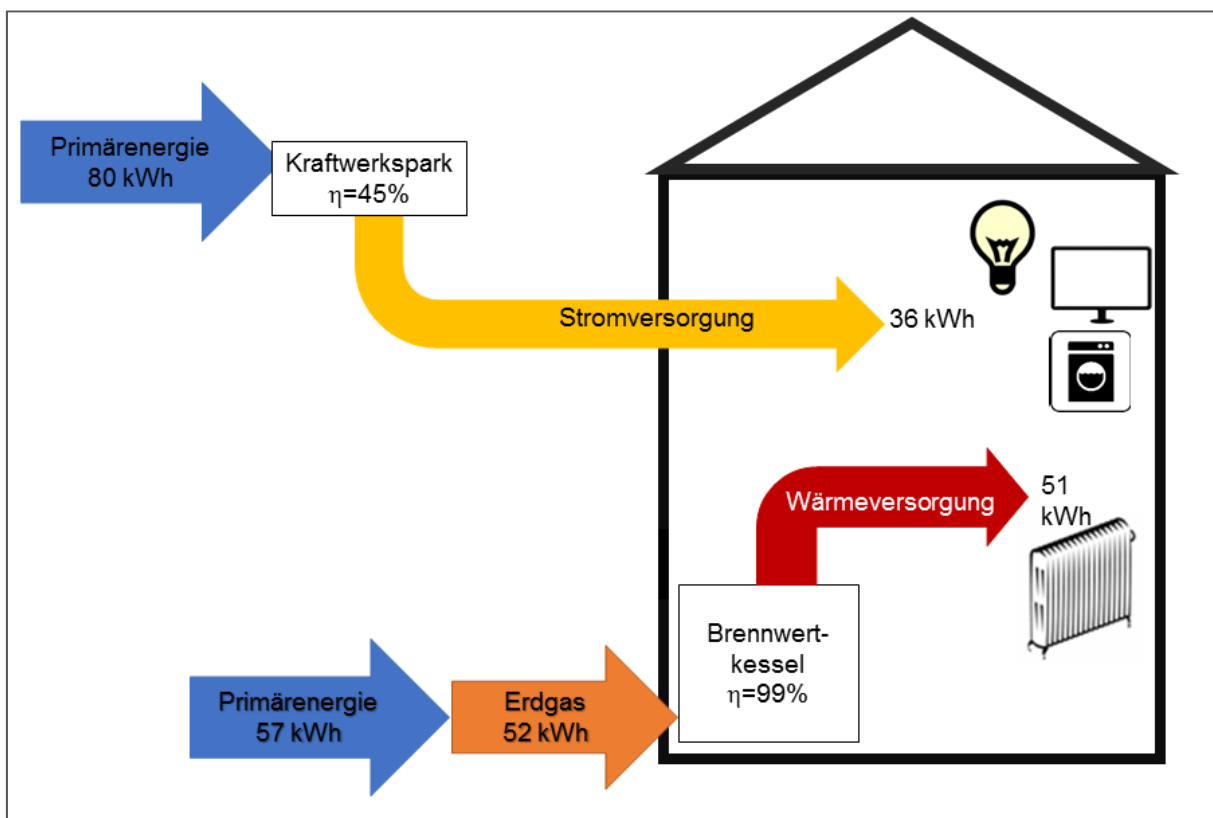 Primärenergie
80 kWh
Kraftwerkspark
η=45%
Stromversorgung
36 kWh
Wärmeversorgung
51
kWh
Brennwert-
kessel
η=99%
Primärenergie
57 kWh
Erdgas
52 kWh